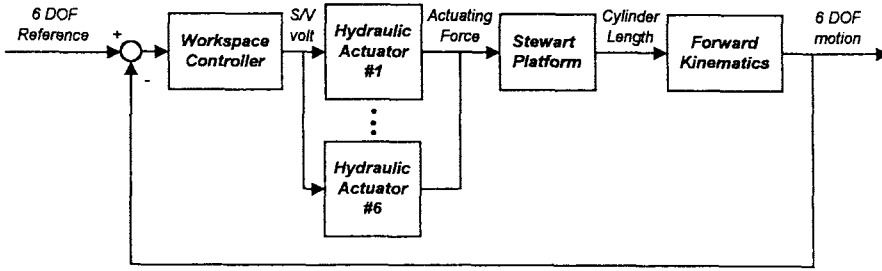 6 DOF
Reference
+
-
Workspace
Controller
S/V
volt
Hydraulic
Actuator
#1
Hydraulic
Actuator
#6
Actuating
Force
Stewart
Platform
Cylinder
Length
Forward
Kinematics
6 DOF
motion